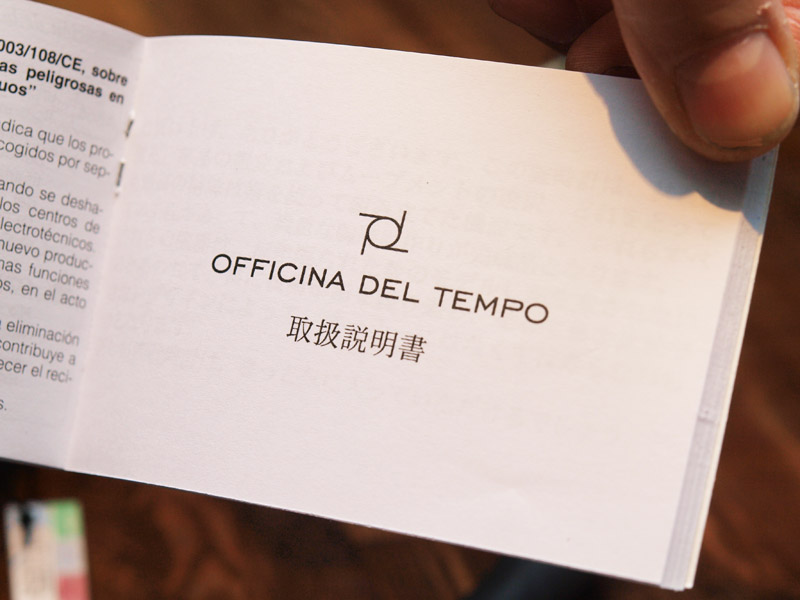 003/108/CE, sobre
as peligrosas en
uos”
dica que los pro-
cogidos por sep-
ando se desha-
los centros de
lectrotécnicos.
nuevo produc-
nas funciones
os, en el acto
eliminación
contribuye a
ecer el reci-
s.
OFFICINA DEL TEMPO
取扱説明書